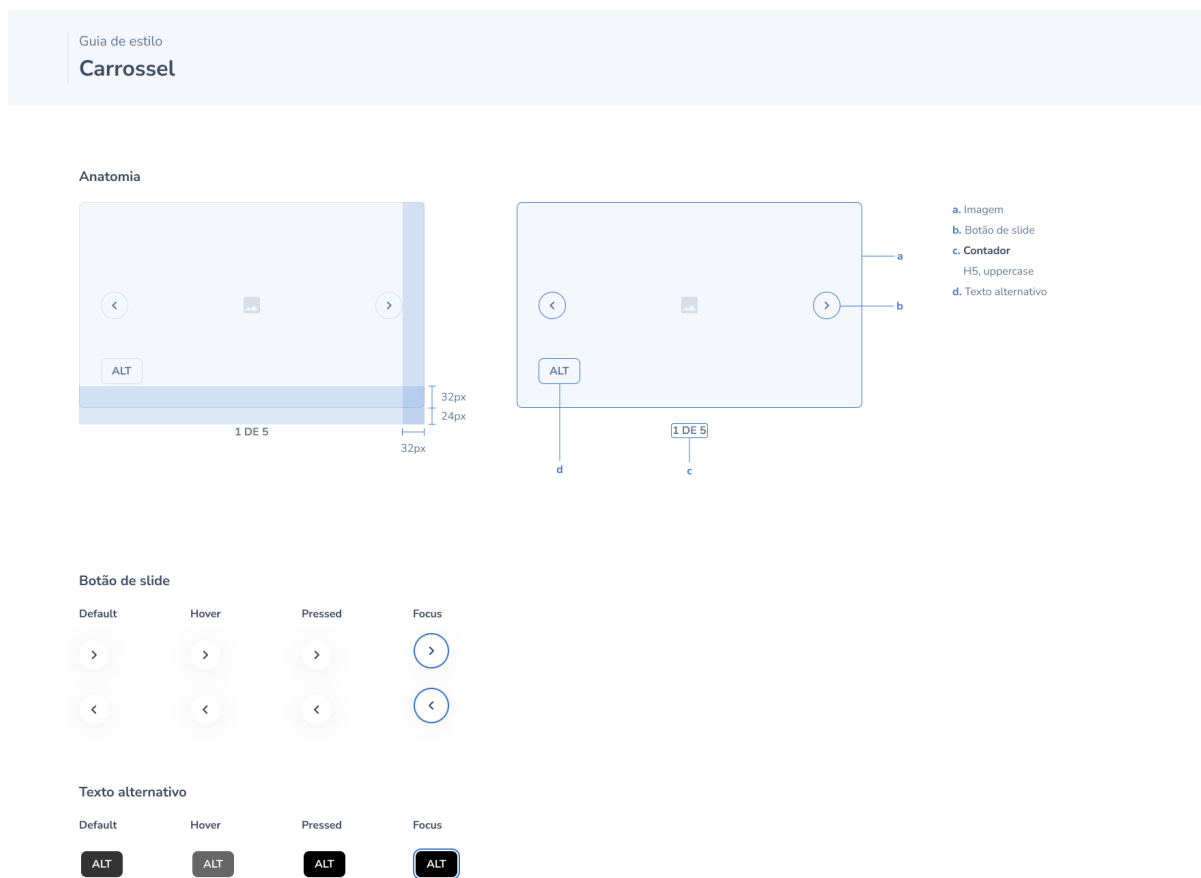 Guia de estilo
Carrossel
Anatomia
ALT
32px
24px
1 DE 5
32px
ALT
a
b
1 DE 5
d
c
a. Imagem
b. Botão de slide
c. Contador
H5, uppercase
d. Texto alternativo
Botão de slide
Default Hover Pressed Focus
Texto alternativo
Default Hover Pressed Focus
ALT ALT ALT ALT